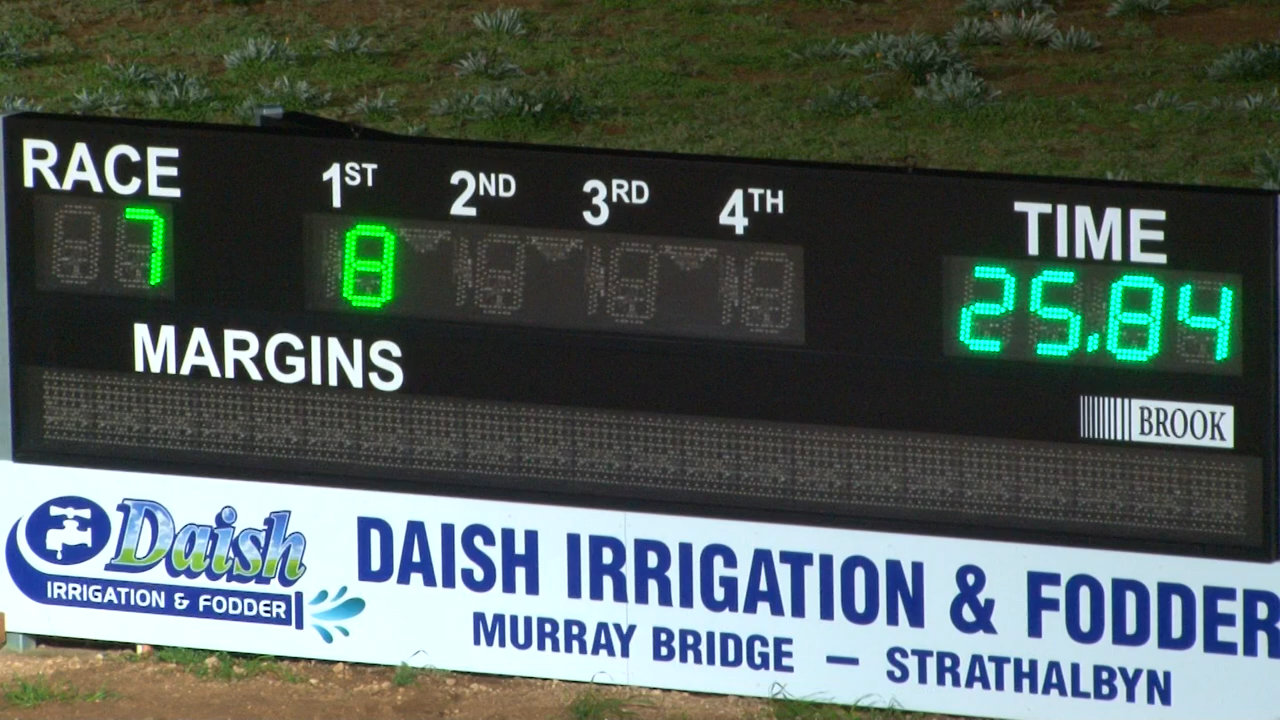 RACE 1ST 2ND 3RD 4TH TIME
7 8 25.84
MARGINS
BROOK
Daish
IRRIGATION & FODDER
DAISH IRRIGATION & FODDER
MURRAY BRIDGE — STRATHALBYN